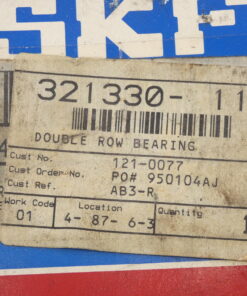 SKF
321330- 11
DOUBLE ROW BEARING
Cust No. 121-0077
Cust Order No. PO# 950104AJ
Cust Ref. AB3-R
Work Code Location Quantity
01 4- 87- 6-3 1